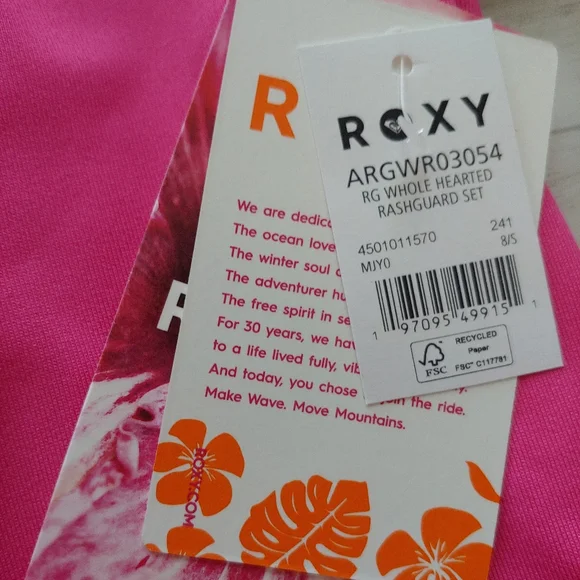 R
ROXY
ARGWR03054
RG WHOLE HEARTED
RASHGUARD SET
4501011570 241
MJY0 8/S
1 97095 49915 1
RECYCLED
Paper
FSC
FSC® C117781
We are dedic
The ocean love
The winter soul
The adventurer hu
The free spirit in se
For 30 years, we hav
to a life lived fully, vib
And today, you chose
the ride.
Make Wave. Move Mountains.
ROXY.COM
R